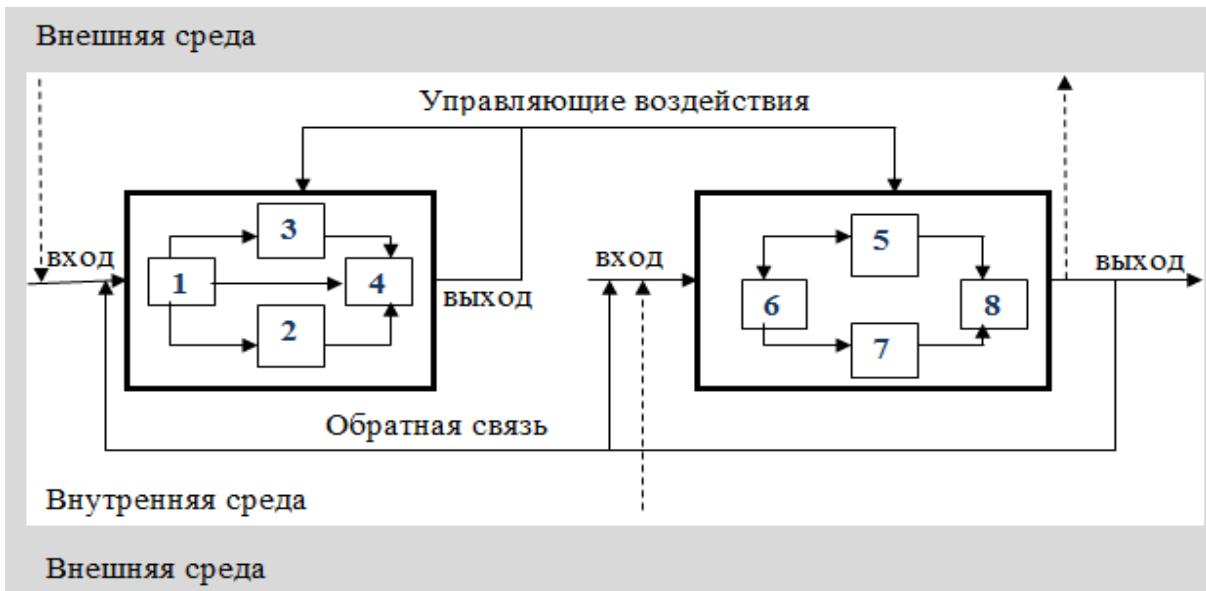 Внешняя среда
Управляющие воздействия
3
5
вход
вход
выход
1
4
выход
6
8
2
7
Обратная связь
Внутренняя среда
Внешняя среда